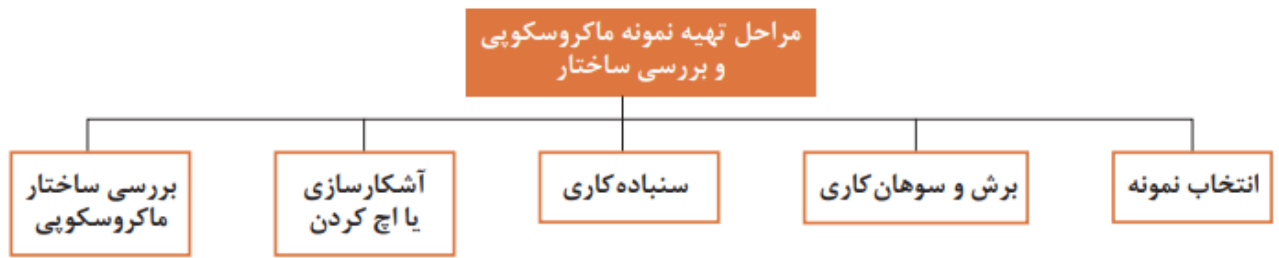 مراحل تهیه نمونه ماکروسکوپی
و بررسی ساختار
انتخاب نمونه
برش و سوهان‌کاری
سنباده‌کاری
آشکارسازی
یا اچ کردن
بررسی ساختار
ماکروسکوپی